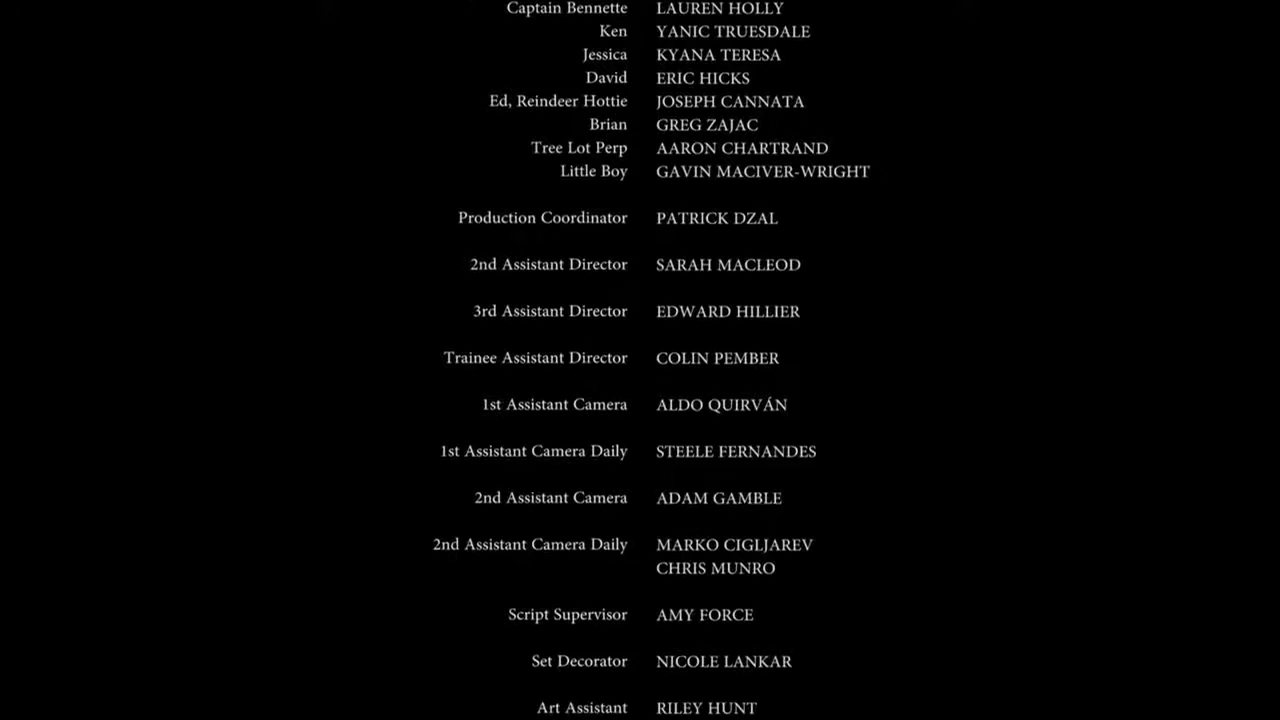 Captain Bennette LAUREN HOLLY
Ken YANIC TRUESDALE
Jessica KYANA TERESA
David ERIC HICKS
Ed, Reindeer Hottie JOSEPH CANNATA
Brian GREG ZAJAC
Tree Lot Perp AARON CHARTRAND
Little Boy GAVIN MACIVER-WRIGHT
Production Coordinator PATRICK DZAL
2nd Assistant Director SARAH MACLEOD
3rd Assistant Director EDWARD HILLIER
Trainee Assistant Director COLIN PEMBER
1st Assistant Camera ALDO QUIRVÁN
1st Assistant Camera Daily STEELE FERNANDES
2nd Assistant Camera ADAM GAMBLE
2nd Assistant Camera Daily MARKO CIGLJAREV
CHRIS MUNRO
Script Supervisor AMY FORCE
Set Decorator NICOLE LANKAR
Art Assistant RILEY HUNT